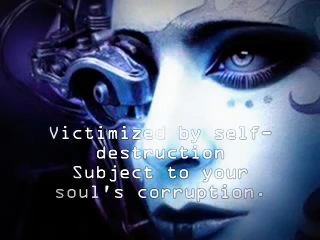 Victimized by self-
destruction
Subject to your
soul's corruption.